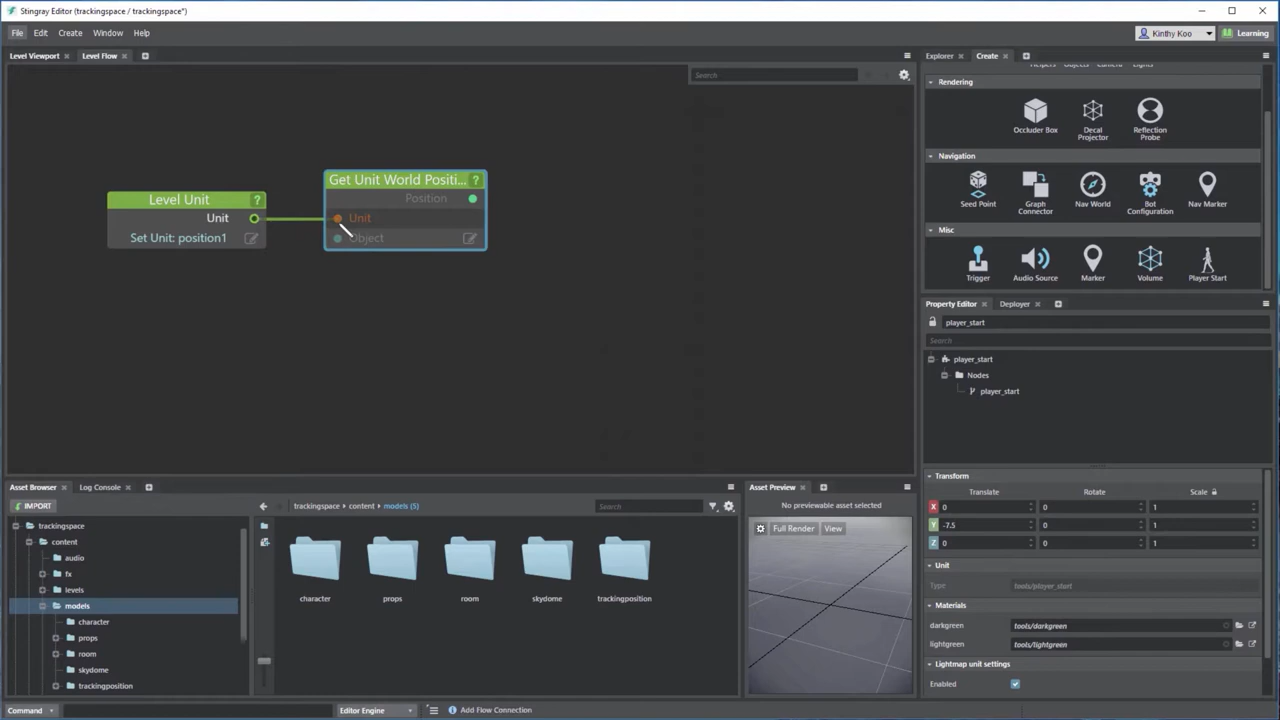 Stingray Editor (trackingspace / trackingspace*)
File Edit Create Window Help
Kinthy Koo
Learning
Level Viewport
Level Flow
Search
Level Unit ?
Unit
Set Unit: position1
Get Unit World Positi... ?
Position
Unit
Object
Explorer
Create
Helpers Objects Camera Lights
Rendering
Occluder Box
Decal Projector
Reflection Probe
Navigation
Seed Point
Graph Connector
Nav World
Bot Configuration
Nav Marker
Misc
Trigger
Audio Source
Marker
Volume
Player Start
Property Editor
Deployer
player_start
Search
player_start
Nodes
player_start
Transform
Translate Rotate Scale
X 0 0 1
Y -7.5 0 1
Z 0 0 1
Unit
Type tools/player_start
Materials
darkgreen tools/darkgreen
lightgreen tools/lightgreen
Lightmap unit settings
Enabled
Asset Browser
Log Console
IMPORT
trackingspace
content
audio
fx
levels
models
character
props
room
skydome
trackingposition
trackingspace content models (5)
Search
character
props
room
skydome
trackingposition
Asset Preview
No previewable asset selected
Full Render View
Command
Editor Engine
Add Flow Connection